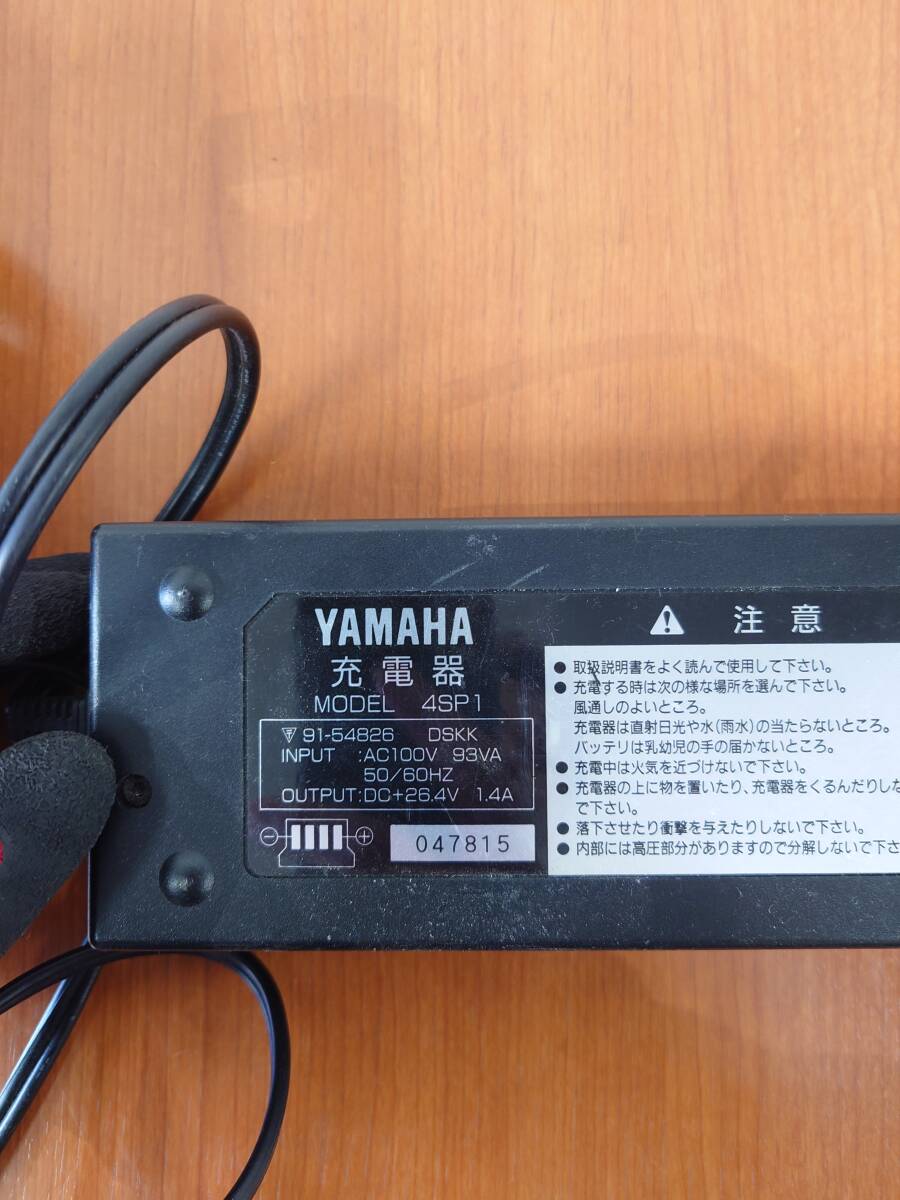 YAMAHA
充電器
MODEL 4SP1
91-54826 DSKK
INPUT :AC100V 93VA
50/60HZ
OUTPUT:DC+26.4V 1.4A
047815
注意
● 取扱説明書をよく読んで使用して下さい。
● 充電する時は次の様な場所を選んで下さい。
風通しのよいところ。
充電器は直射日光や水(雨水)の当たらないところ。
バッテリは乳幼児の手の届かないところ。
● 充電中は火気を近づけないで下さい。
● 充電器の上に物を置いたり、充電器をくるんだりしな
で下さい。
● 落下させたり衝撃を与えたりしないで下さい。
● 内部には高圧部分がありますので分解しないで下さ